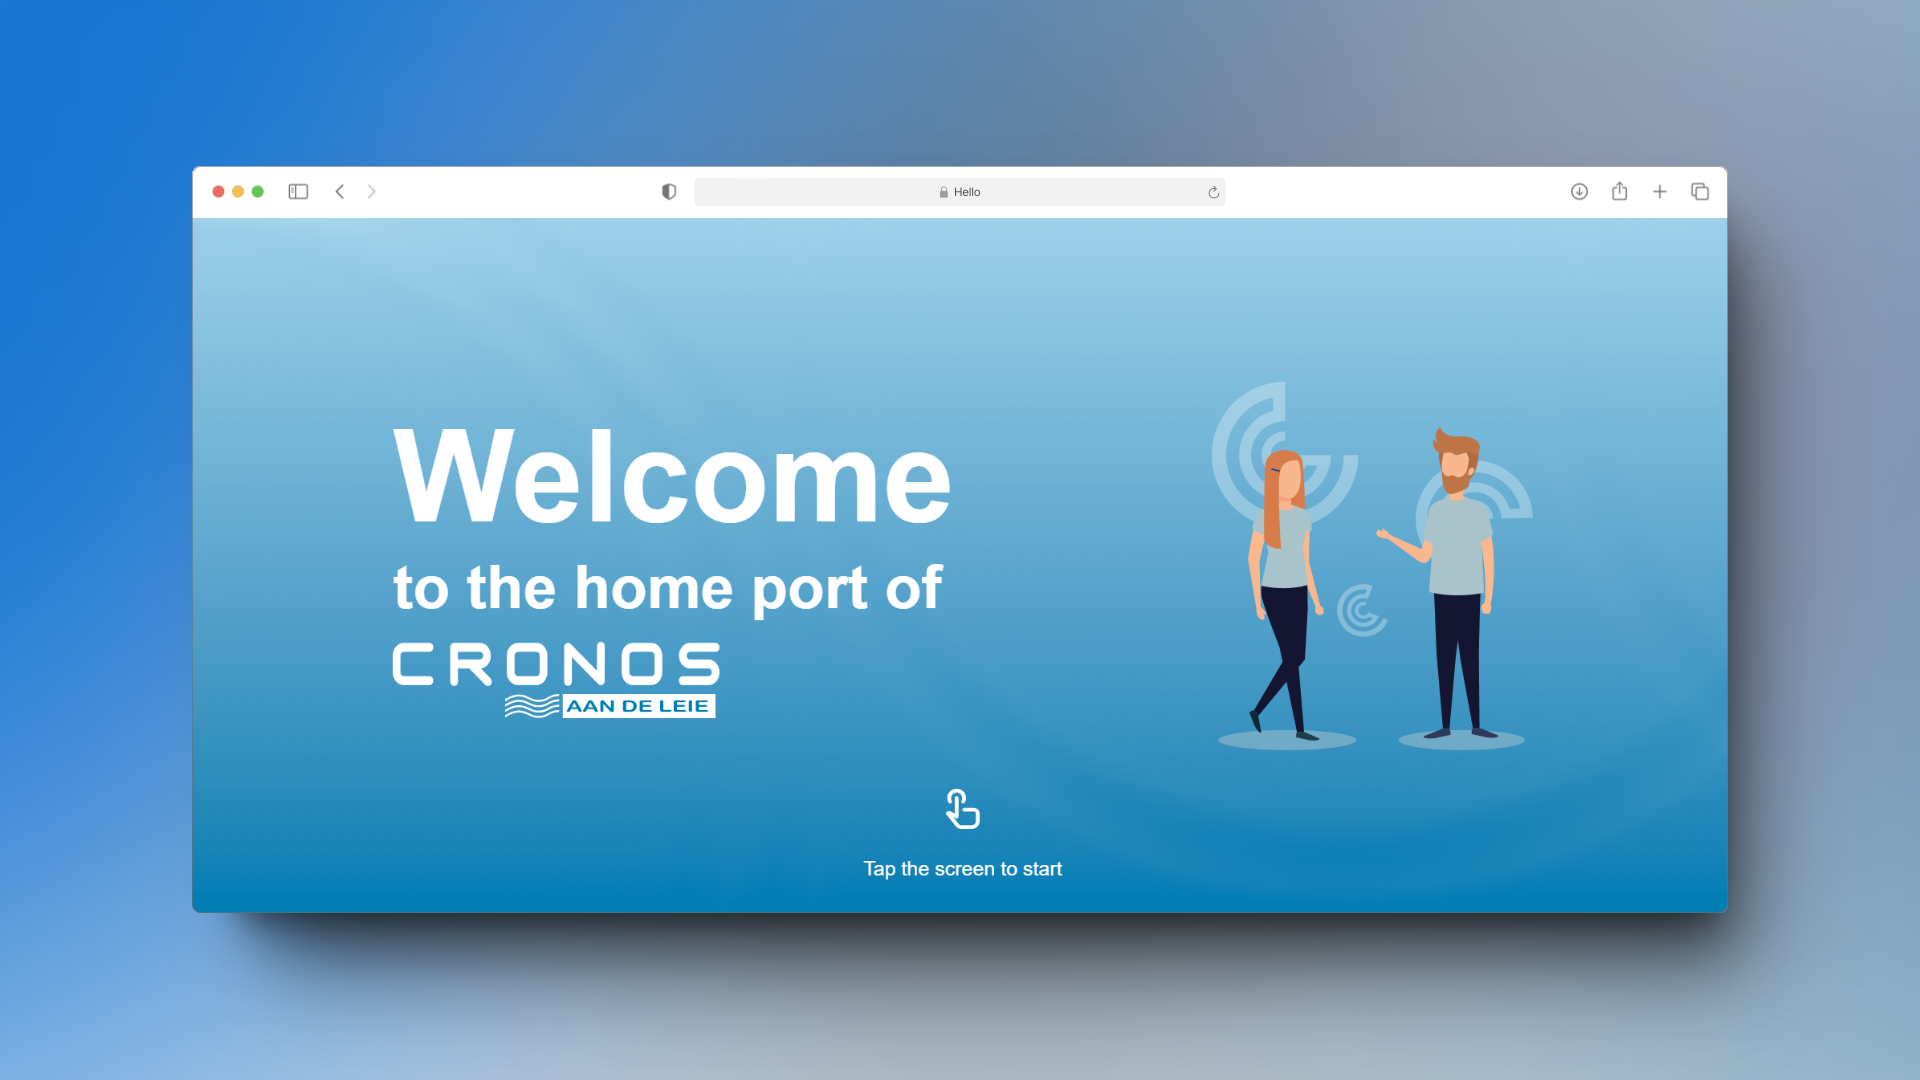 Hello
Welcome
to the home port of
CRONOS
AAN DE LEIE
Tap the screen to start